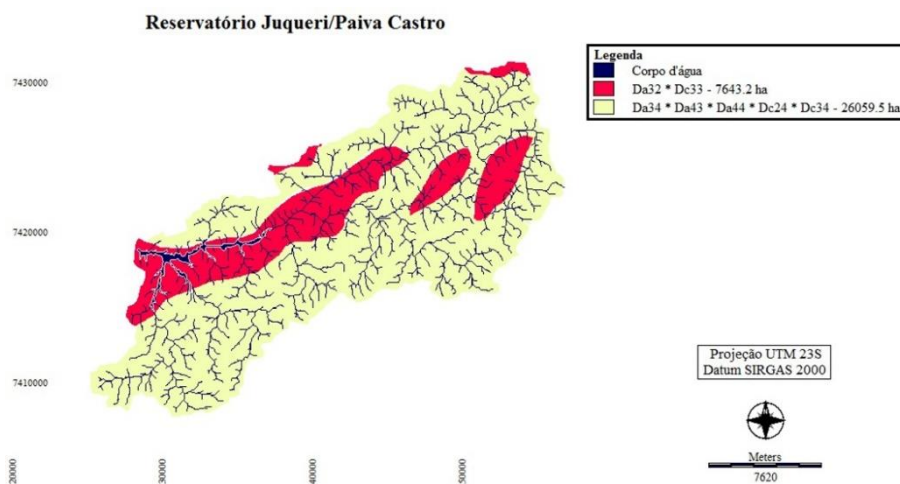 Reservatório Juqueri/Paiva Castro
Legenda
Corpo d'água
Da32 * Dc33 - 7643.2 ha
Da34 * Da43 * Da44 * Dc24 * Dc34 - 26059.5 ha
7430000
7420000
7410000
20000
30000
40000
50000
Projeção UTM 23S
Datum SIRGAS 2000
Meters
7620